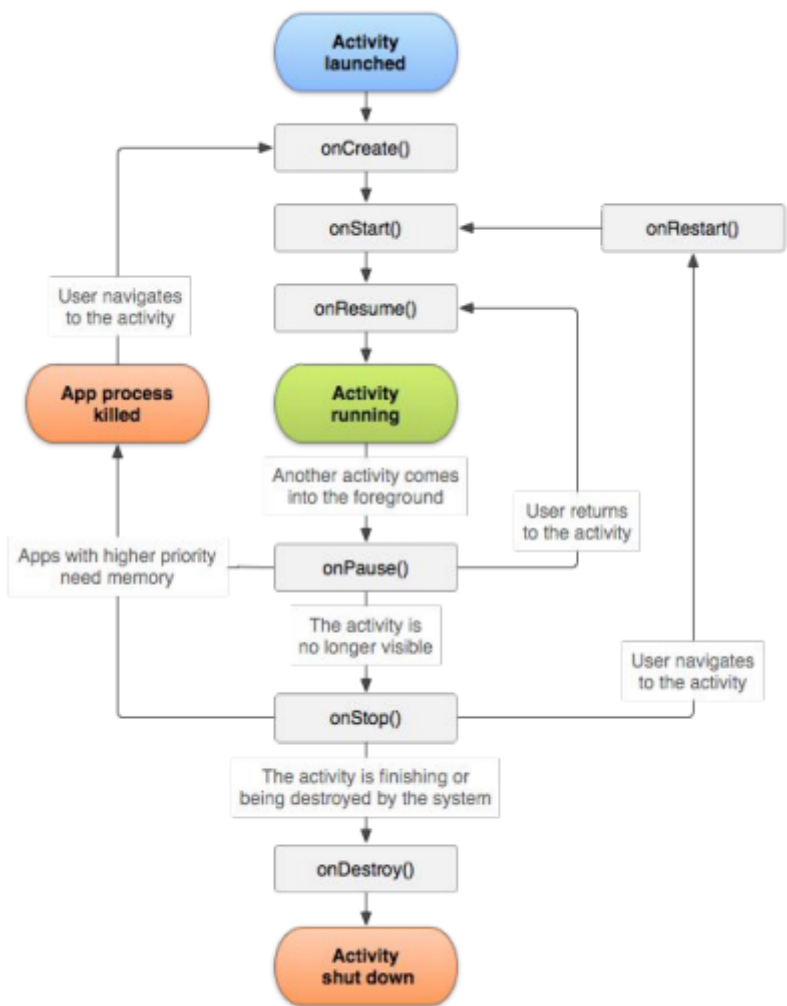 Activity
launched
onCreate()
onStart()
onRestart()
User navigates
to the activity
onResume()
App process
killed
Activity
running
Another activity comes
into the foreground
User returns
to the activity
Apps with higher priority
need memory
onPause()
The activity is
no longer visible
User navigates
to the activity
onStop()
The activity is finishing or
being destroyed by the system
onDestroy()
Activity
shut down